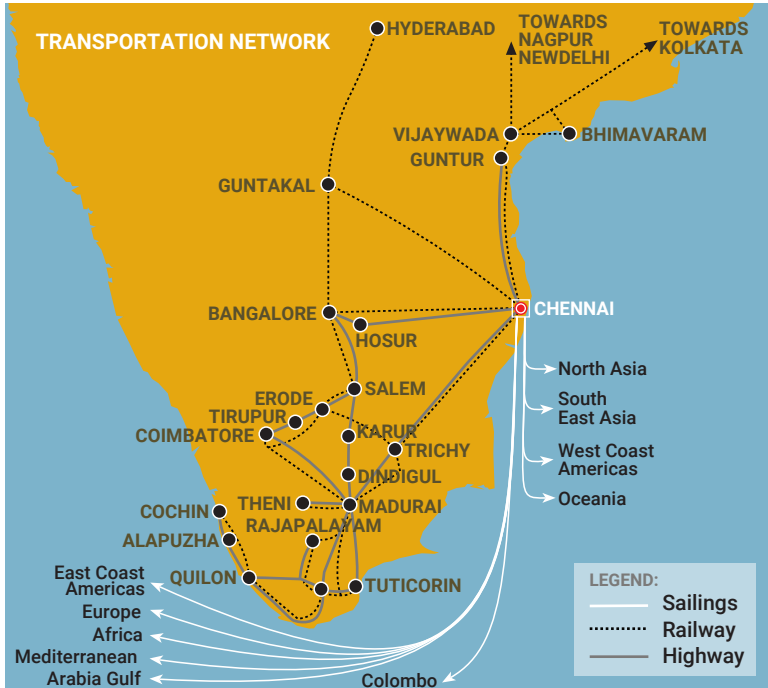 TRANSPORTATION NETWORK
HYDERABAD
TOWARDS
NAGPUR
NEWDELHI
TOWARDS
KOLKATA
VIJAYWADA
BHIMAVARAM
GUNTUR
GUNTAKAL
BANGALORE
CHENNAI
HOSUR
North Asia
SALEM
ERODE
South
East Asia
TIRUPUR
COIMBATORE
KARUR
TRICHY
West Coast
Americas
DINDIGUL
Oceania
THENI
MADURAI
COCHIN
RAJAPALAYAM
ALAPUZHA
QUILON
TUTICORIN
East Coast
Americas
Europe
Africa
Mediterranean
Arabia Gulf
Colombo
LEGEND:
Sailings
Railway
Highway